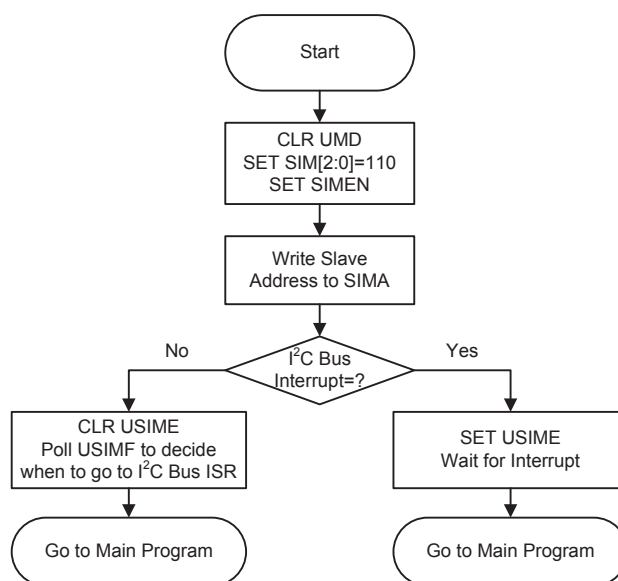 Start
CLR UMD
SET SIM[2:0]=110
SET SIMEN
Write Slave
Address to SIMA
No
I²C Bus
Interrupt=?
Yes
CLR USIME
Poll USIMF to decide
when to go to I²C Bus ISR
SET USIME
Wait for Interrupt
Go to Main Program
Go to Main Program